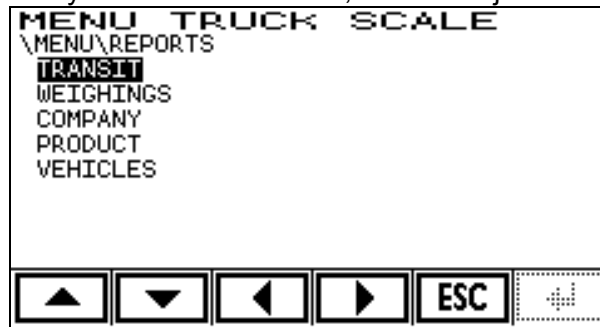 MENU TRUCK SCALE
\MENU\REPORTS
TRANSIT
WEIGHINGS
COMPANY
PRODUCT
VEHICLES
ESC